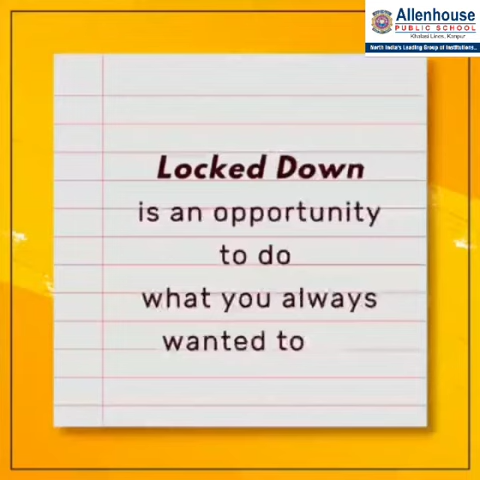 Allenhouse
PUBLIC SCHOOL
Khalasi Lines, Kanpur
North India's Leading Group of Institutions...
Locked Down
is an opportunity
to do
what you always
wanted to